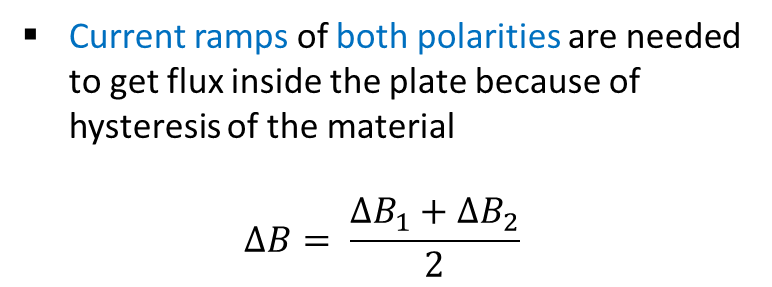 ▪ Current ramps of both polarities are needed
to get flux inside the plate because of
hysteresis of the material
ΔB = (ΔB₁ + ΔB₂) / 2